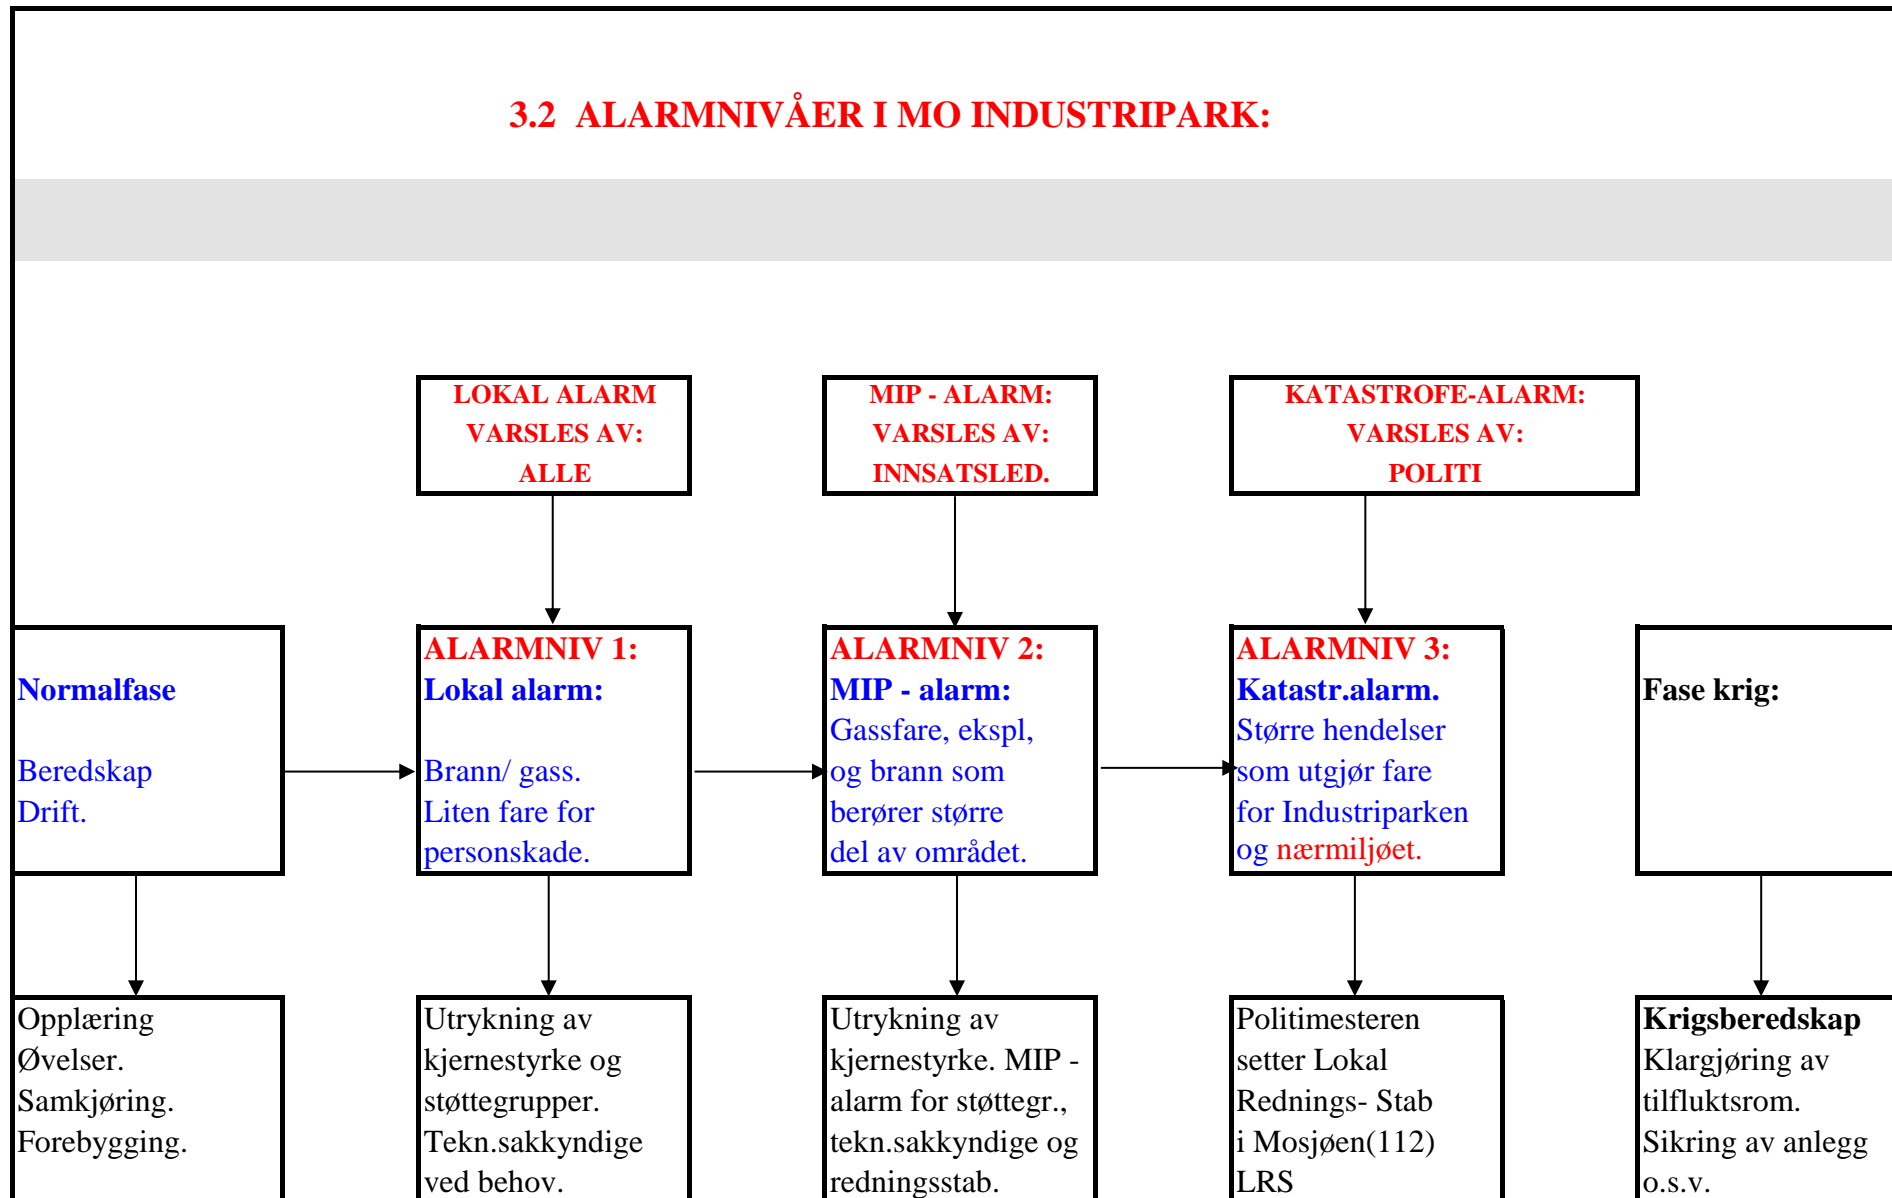 3.2 ALARMNIVÅER I MO INDUSTRIPARK:
LOKAL ALARM
VARSLES AV:
ALLE
MIP - ALARM:
VARSLES AV:
INNSATSLED.
KATASTROFE-ALARM:
VARSLES AV:
POLITI
Normalfase
Beredskap
Drift.
ALARMNIV 1:
Lokal alarm:
Brann/ gass.
Liten fare for
personskade.
ALARMNIV 2:
MIP - alarm:
Gassfare, ekspl,
og brann som
berører større
del av området.
ALARMNIV 3:
Katastr.alarm.
Større hendelser
som utgjør fare
for Industriparken
og nærmiljøet.
Fase krig:
Opplæring
Øvelser.
Samkjøring.
Forebygging.
Utrykning av
kjernestyrke og
støttegrupper.
Tekn.sakkyndige
ved behov.
Utrykning av
kjernestyrke. MIP -
alarm for støttegr.,
tekn.sakkyndige og
redningsstab.
Politimesteren
setter Lokal
Rednings- Stab
i Mosjøen(112)
LRS
Krigsberedskap
Klargjøring av
tilfluktsrom.
Sikring av anlegg
o.s.v.